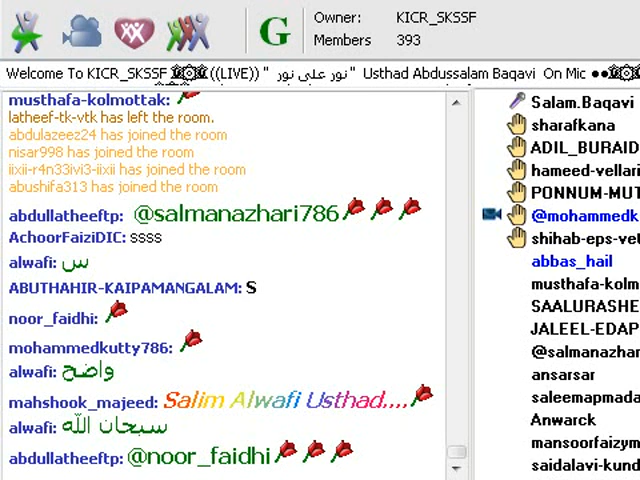 G
Owner: KICR_SKSSF
Members 393
Welcome To KICR_SKSSF ۞۞((LIVE)) " نور على نور " Usthad Abdussalam Baqavi On Mic ●●۞
musthafa-kolmottak:
latheef-tk-vtk has left the room.
abdulazeez24 has joined the room
nisar998 has joined the room
iixii-r4n33ivi3-iixii has joined the room
abushifa313 has joined the room
abdullatheeftp: @salmanazhari786
AchoorFaiziDIC: ssss
alwafi: س
ABUTHAHIR-KAIPAMANGALAM: S
noor_faidhi:
mohammedkutty786:
alwafi: واضح
mahshook_majeed: Salim Alwafi Usthad....
alwafi: سبحان الله
abdullatheeftp: @noor_faidhi
Salam.Baqavi
sharafkana
ADIL_BURAID
hameed-vellari
PONNUM-MUT
@mohammedk
shihab-eps-vet
abbas_hail
musthafa-kolm
SAALURASHE
JALEEL-EDAP
@salmanazhar
ansarsar
saleemapmada
Anwarck
mansoorfaizym
saidalavi-kund